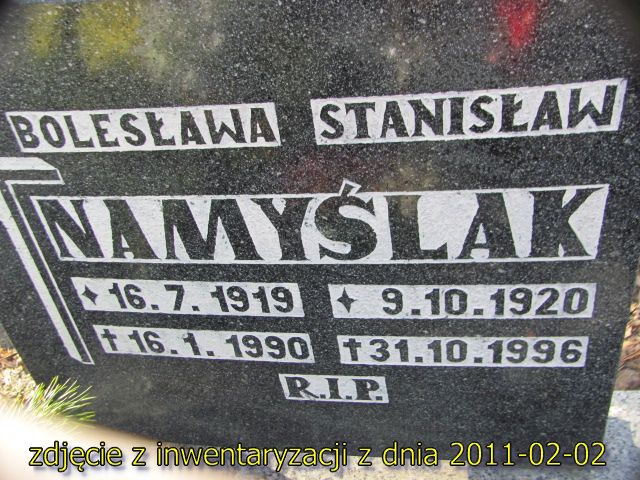 BOLESŁAWA STANISŁAW
NAMYŚLAK
✦ 16.7.1919 ✦ 9.10.1920
✝ 16.1.1990 ✝ 31.10.1996
R.I.P.
zdjęcie z inwentaryzacji z dnia 2011-02-02